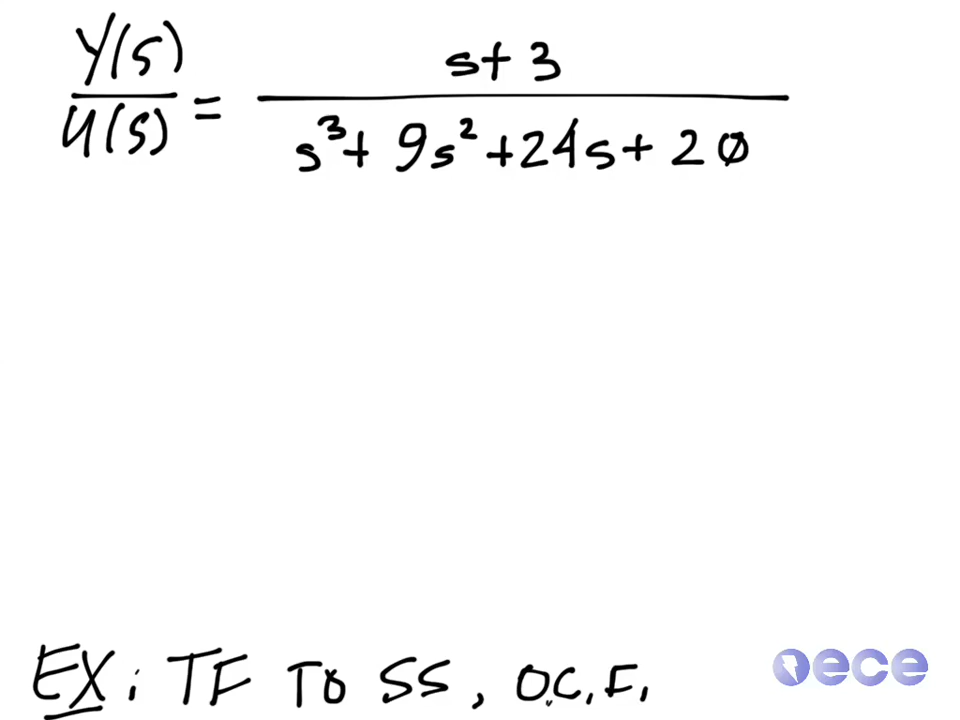 Y(s)/U(s) = (s+3)/(s³+9s²+24s+20)
EX: TF TO SS, O.C.F.
ece